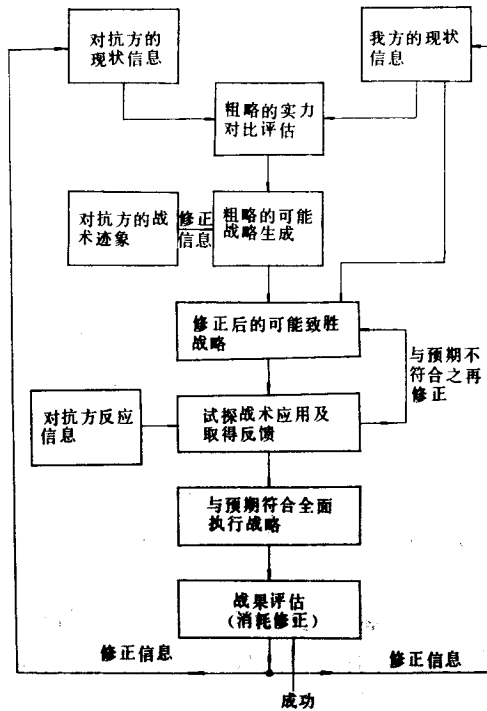 对抗方的
现状信息
我方的现状
信息
粗略的实力
对比评估
对抗方的战
术迹象
修正
信息
粗略的可能
战略生成
修正后的可能致胜
战略
与预期不
符合之再
修正
对抗方反应
信息
试探战术应用及
取得反馈
与预期符合全面
执行战略
战果评估
(消耗修正)
修正信息
修正信息
成功